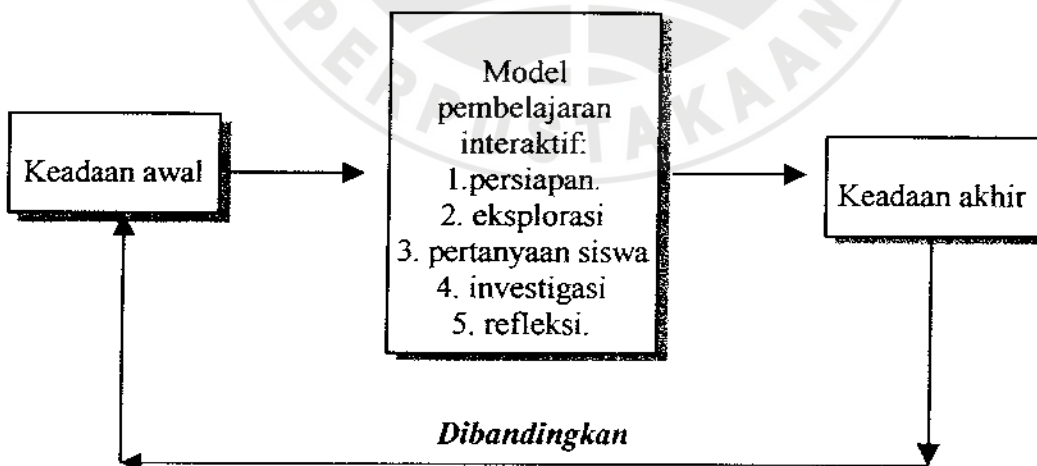 PERPUSTAKAAN
Keadaan awal
Model
pembelajaran
interaktif:
1.persiapan.
2. eksplorasi
3. pertanyaan siswa
4. investigasi
5. refleksi.
Keadaan akhir
Dibandingkan